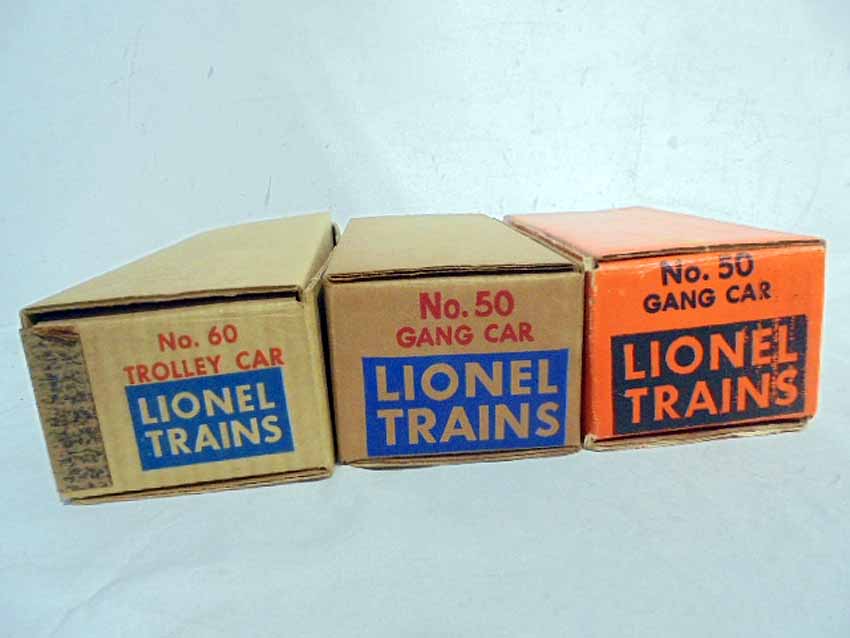 No. 60
TROLLEY CAR
LIONEL
TRAINS
No. 50
GANG CAR
LIONEL
TRAINS
No. 50
GANG CAR
LIONEL
TRAINS